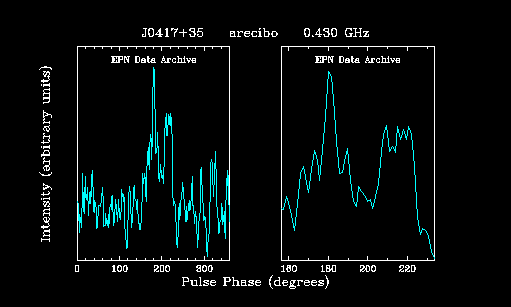 J0417+35 arecibo 0.430 GHz
EPN Data Archive EPN Data Archive
Intensity (arbitrary units)
0 100 200 300 180 160 200 220
Pulse Phase (degrees)